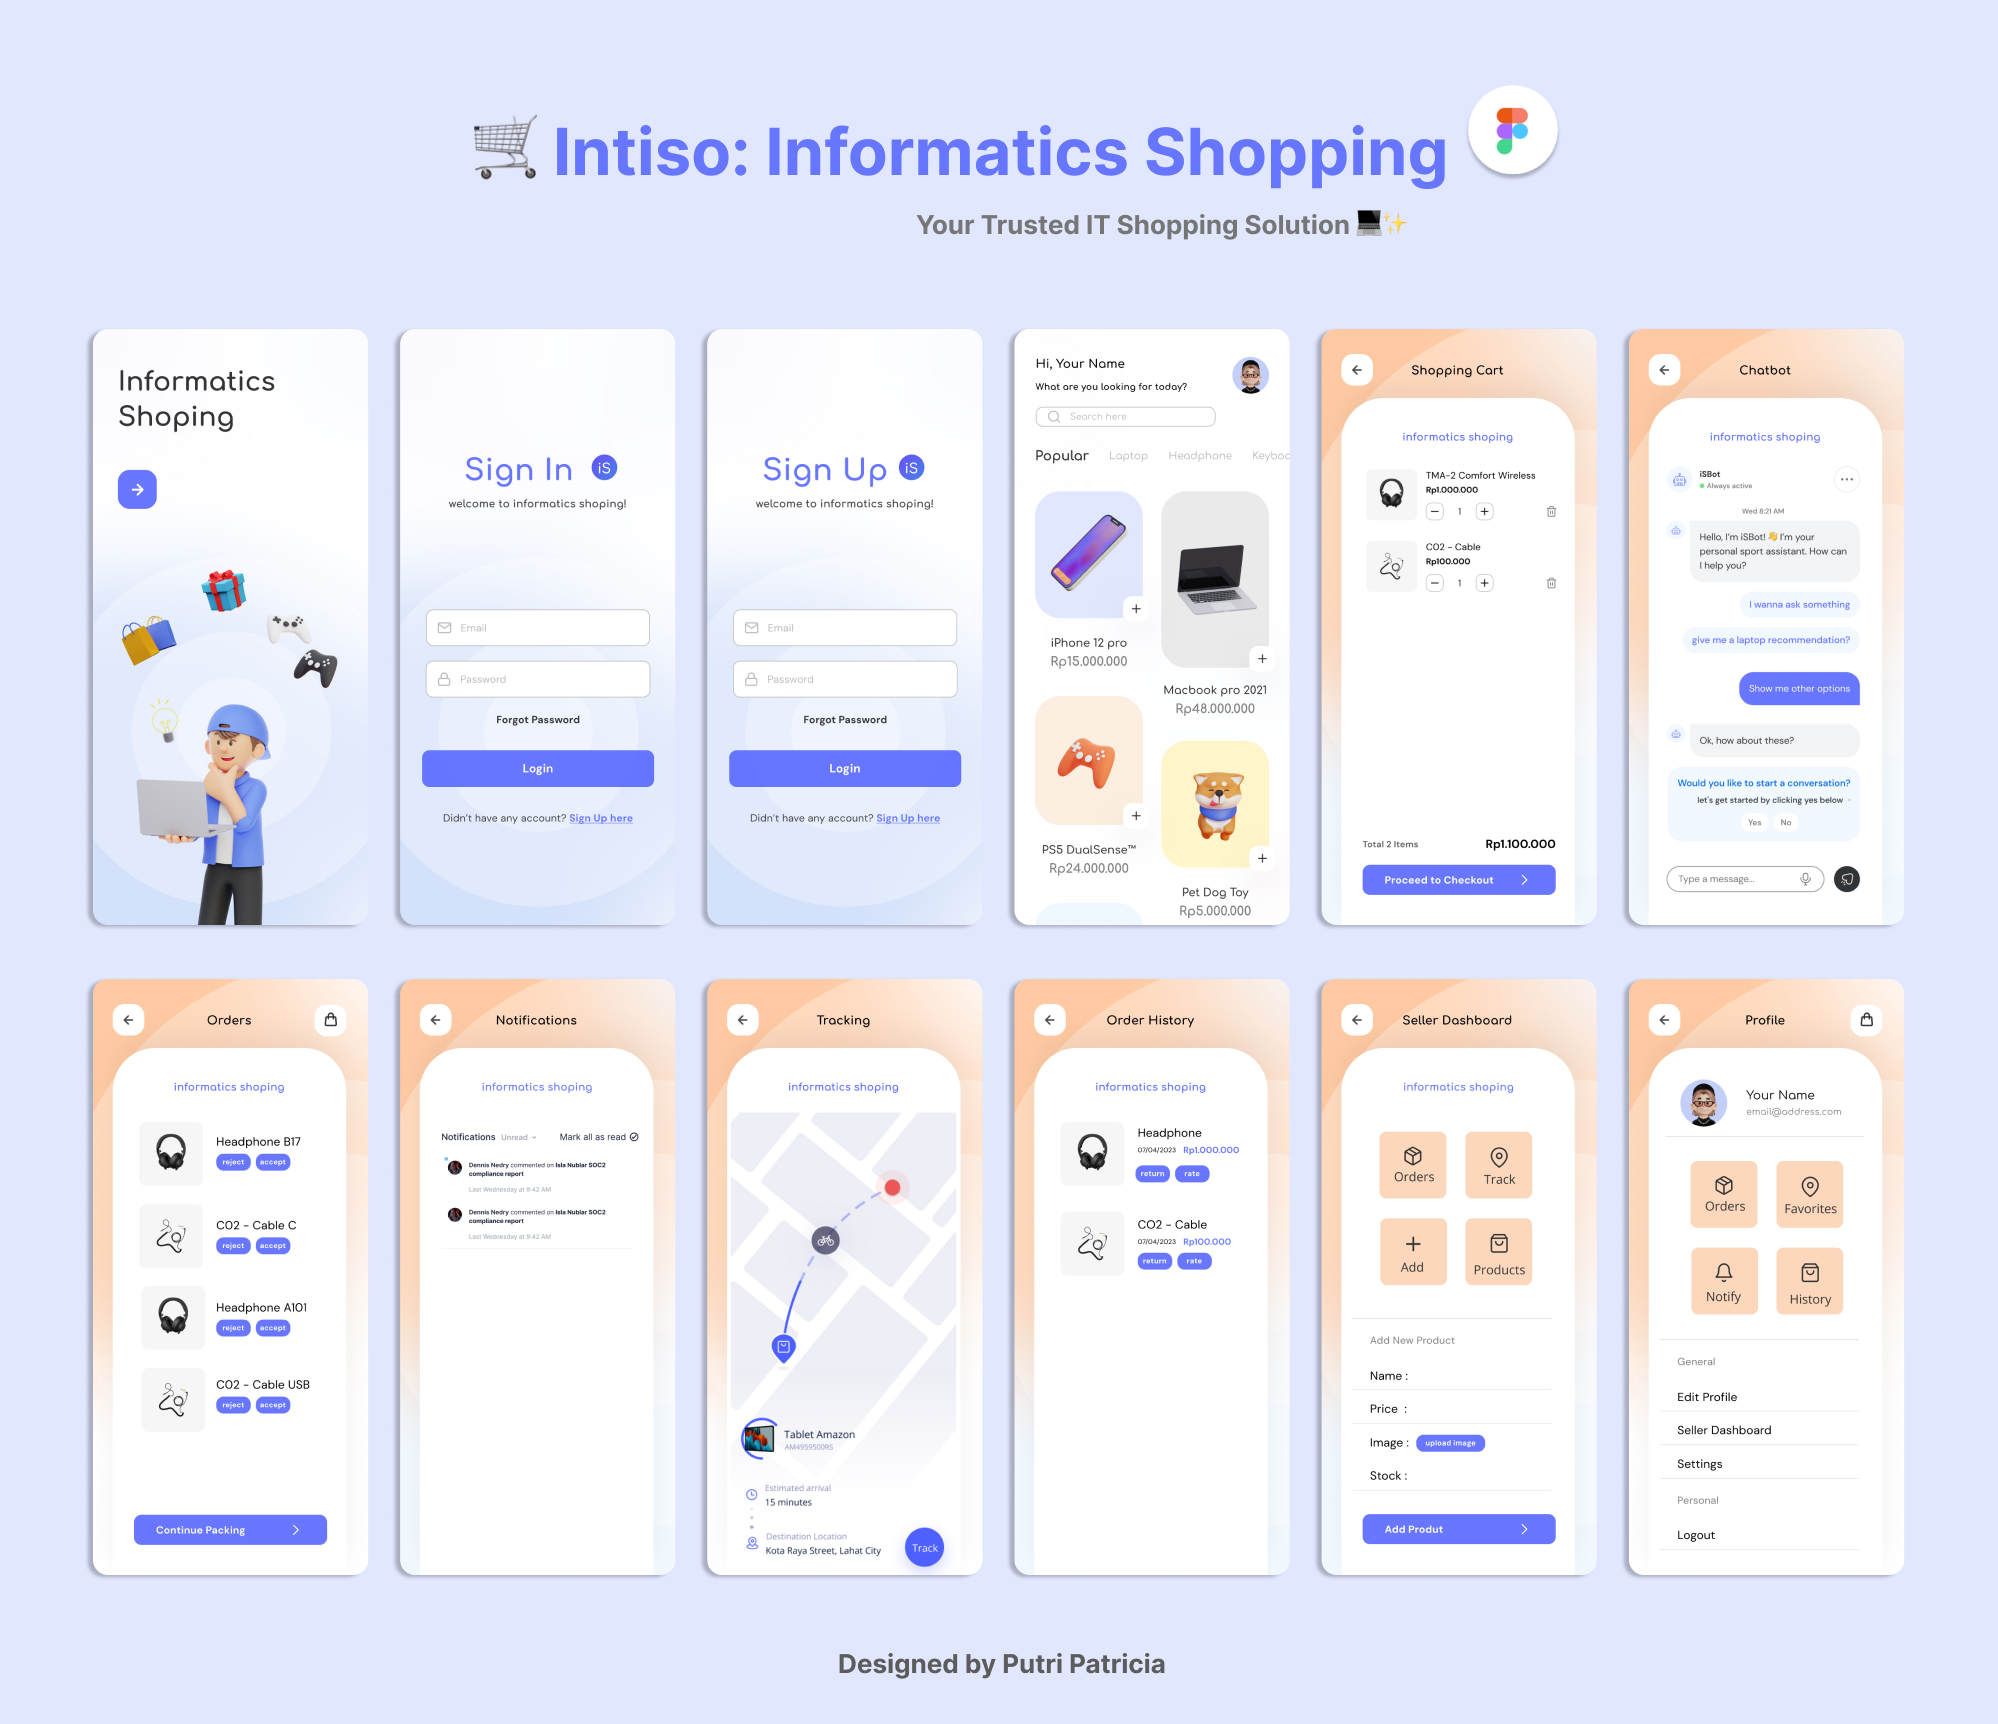 Intiso: Informatics Shopping
Your Trusted IT Shopping Solution
Informatics
Shoping
Sign In iS
welcome to informatics shoping!
Email
Password
Forgot Password
Login
Didn't have any account? Sign Up here
Sign Up iS
welcome to informatics shoping!
Email
Password
Forgot Password
Login
Didn't have any account? Sign Up here
Hi, Your Name
What are you looking for today?
Search here
Popular Laptop Headphone Keyboc
iPhone 12 pro
Rp15.000.000
Macbook pro 2021
Rp48.000.000
PS5 DualSense™
Rp24.000.000
Pet Dog Toy
Rp5.000.000
Shopping Cart
informatics shoping
TMA-2 Comfort Wireless
Rp1.000.000
1
CO2 - Cable
Rp100.000
1
Total 2 Items Rp1.100.000
Proceed to Checkout
Chatbot
informatics shoping
iSBot
Always active
Wed 8:21 AM
Hello, I'm iSBot! 👋 I'm your
personal sport assistant. How can
I help you?
I wanna ask something
give me a laptop recommendation?
Show me other options
Ok, how about these?
Would you like to start a conversation?
let's get started by clicking yes below
Yes No
Type a message...
Orders
informatics shoping
Headphone B17
reject accept
CO2 - Cable C
reject accept
Headphone A101
reject accept
CO2 - Cable USB
reject accept
Continue Packing
Notifications
informatics shoping
Notifications Unread Mark all as read
Dennis Nedry commented on Isla Nublar SOC2
compliance report
Last Wednesday at 9:42 AM
Dennis Nedry commented on Isla Nublar SOC2
compliance report
Last Wednesday at 9:42 AM
Tracking
informatics shoping
Tablet Amazon
AM4959500RS
Estimated arrival
15 minutes
Destination Location
Kota Raya Street, Lahat City
Track
Order History
informatics shoping
Headphone
07/04/2023 Rp1.000.000
return rate
CO2 - Cable
07/04/2023 Rp100.000
return rate
Seller Dashboard
informatics shoping
Orders Track
Add Products
Add New Product
Name :
Price :
Image : upload image
Stock :
Add Produt
Profile
Your Name
email@address.com
Orders Favorites
Notify History
General
Edit Profile
Seller Dashboard
Settings
Personal
Logout
Designed by Putri Patricia